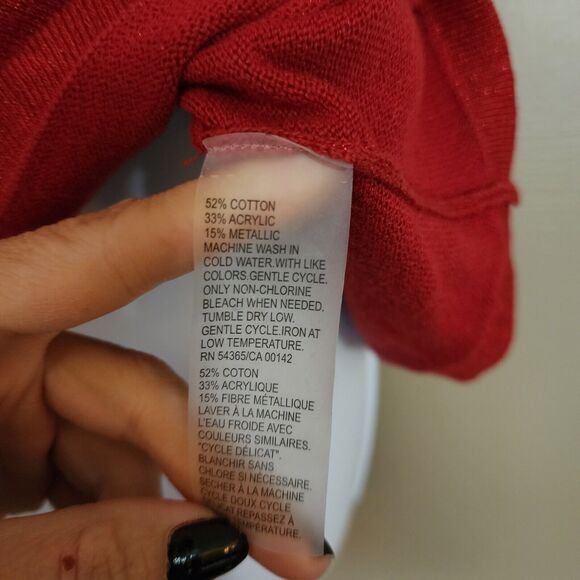 52% COTTON
33% ACRYLIC
15% METALLIC
MACHINE WASH IN
COLD WATER.WITH LIKE
COLORS.GENTLE CYCLE.
ONLY NON-CHLORINE
BLEACH WHEN NEEDED.
TUMBLE DRY LOW.
GENTLE CYCLE.IRON AT
LOW TEMPERATURE.
RN 54365/CA 00142
52% COTON
33% ACRYLIQUE
15% FIBRE MÉTALLIQUE
LAVER À LA MACHINE
L'EAU FROIDE AVEC
COULEURS SIMILAIRES.
"CYCLE DÉLICAT".
BLANCHIR SANS
CHLORE SI NÉCESSAIRE.
SÉCHER À LA MACHINE
CYCLE DOUX.CYCLE
REPASSEZ À
TEMPÉRATURE.